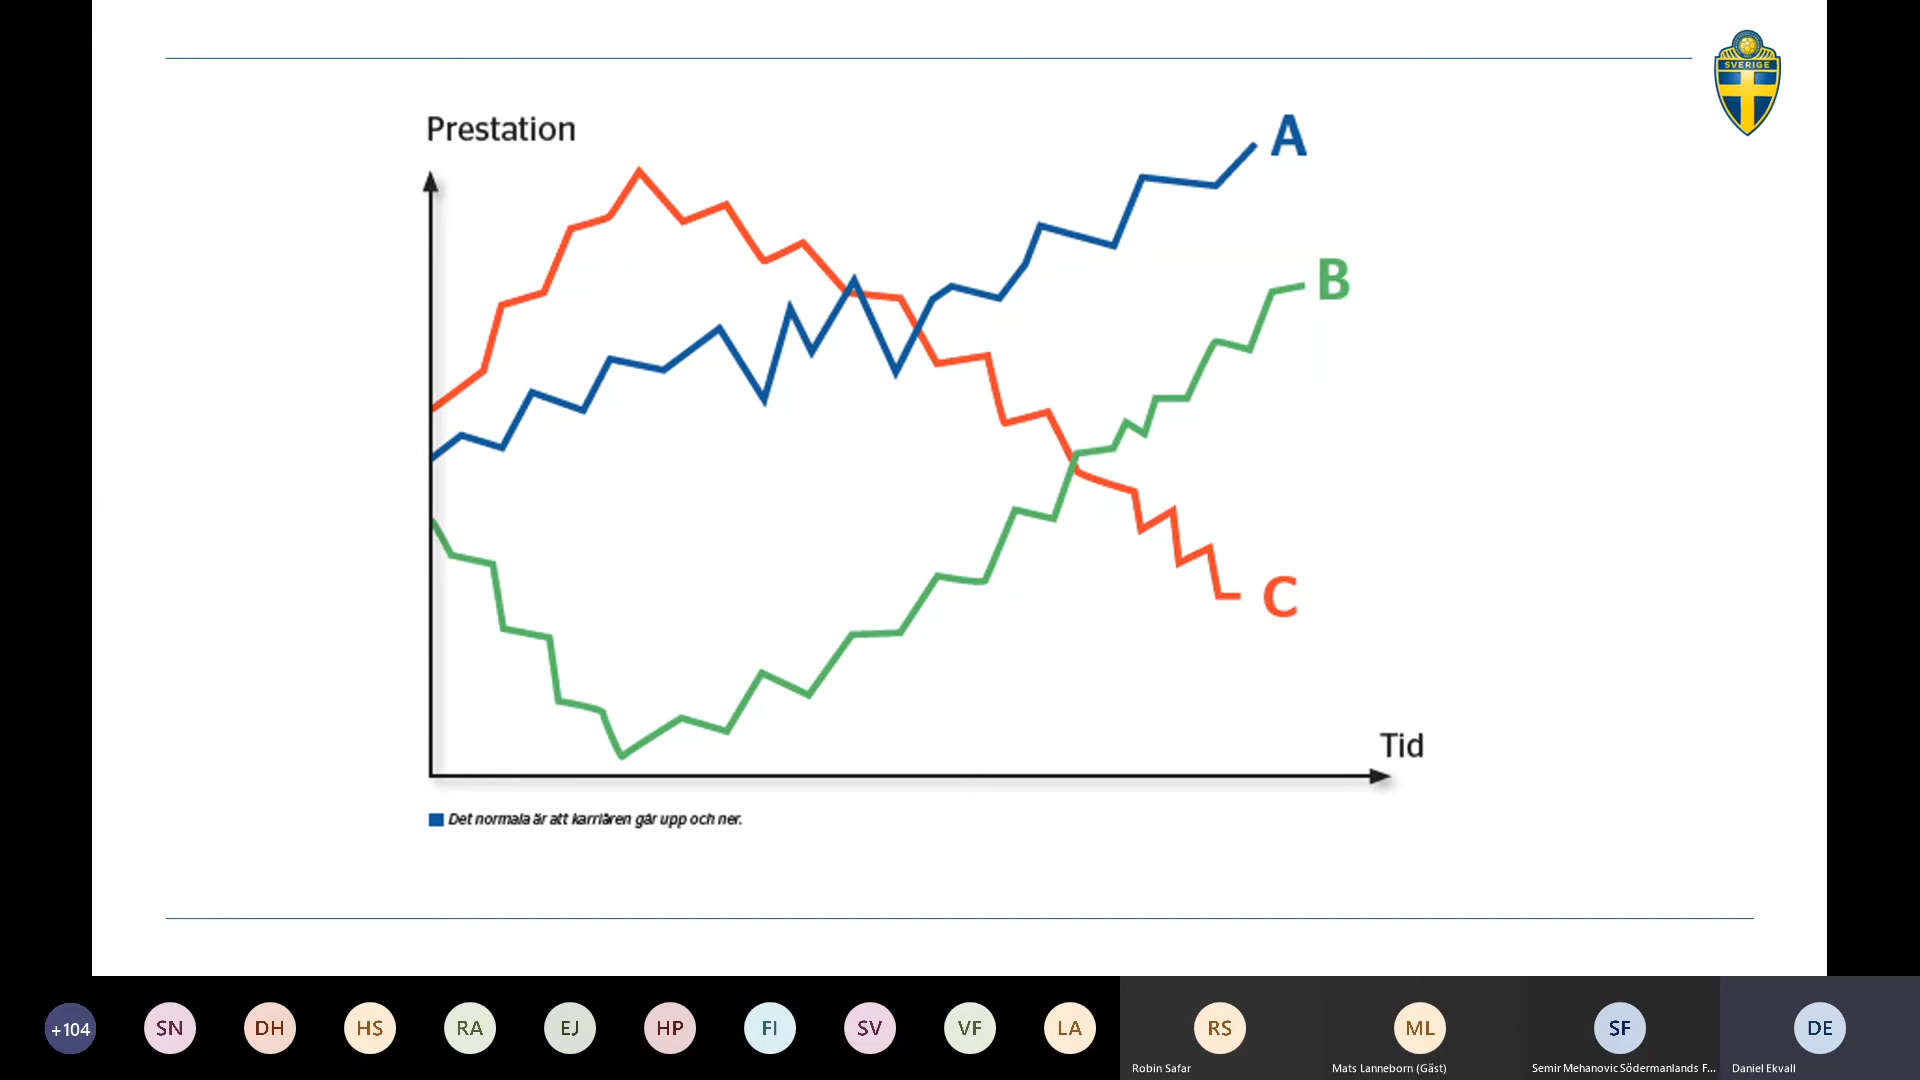 SVERIGE
Prestation
A
B
C
Tid
Det normala är att karriären går upp och ner.
+104
SN
DH
HS
RA
EJ
HP
FI
SV
VF
LA
RS
ML
SF
DE
Robin Safar
Mats Lanneborn (Gäst)
Semir Mehanovic Södermanlands F...
Daniel Ekvall